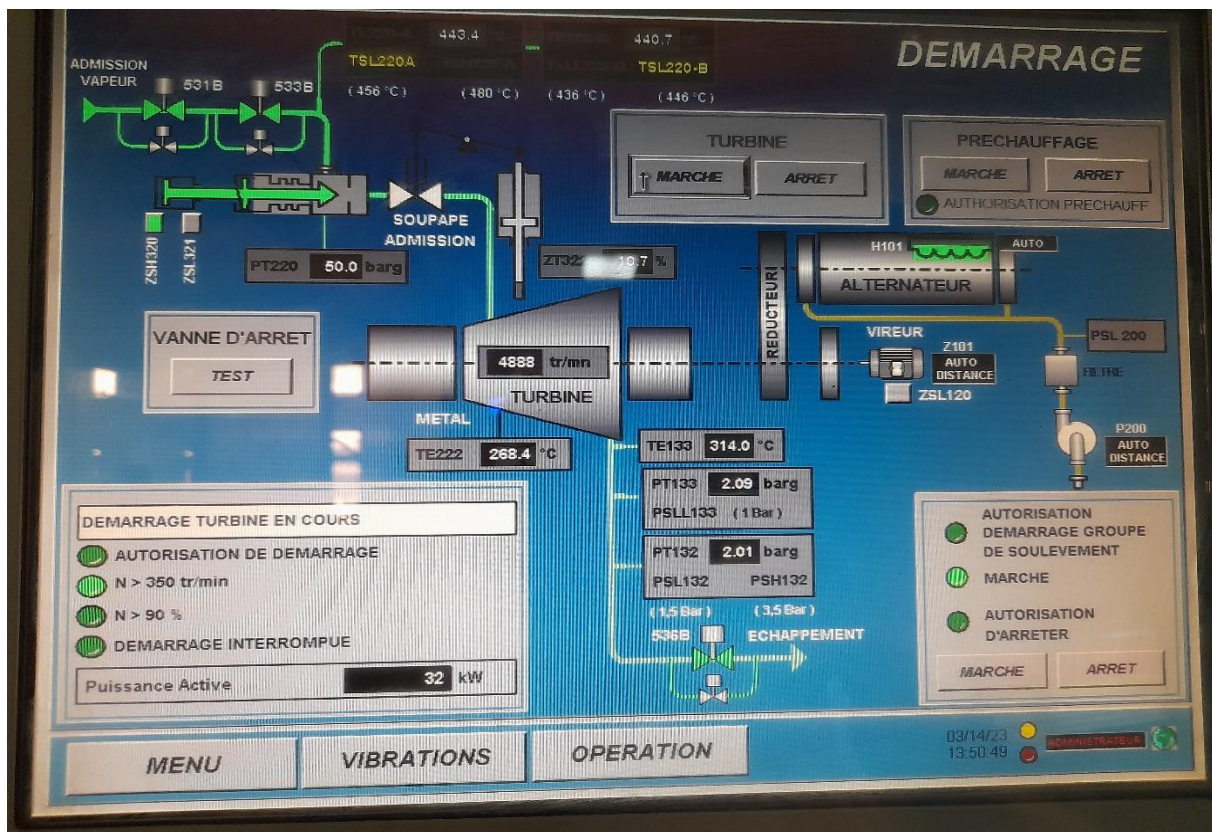 443.4
440.7
DEMARRAGE
ADMISSION
VAPEUR
TSL220A
TSL220-B
531B
533B
(456 °C)
(480 °C)
(436 °C)
(446 °C)
TURBINE
MARCHE
ARRET
PRECHAUFFAGE
MARCHE
ARRET
AUTHORISATION PRECHAUFF
SOUPAPE
ADMISSION
ZSH320
ZSL321
PT220 50.0 barg
10.7 %
H101
AUTO
ALTERNATEUR
REDUCTEUR
VANNE D'ARRET
TEST
4888 tr/mn
TURBINE
VIREUR
Z101
AUTO
DISTANCE
ZSL120
PSL 200
FILTRE
P200
AUTO
DISTANCE
METAL
TE222 268.4 °C
TE133 314.0 °C
PT133 2.09 barg
PSLL133 (1 Bar)
PT132 2.01 barg
PSL132 PSH132
(1,5 Bar) (3,5 Bar)
536B
ECHAPPEMENT
DEMARRAGE TURBINE EN COURS
AUTORISATION DE DEMARRAGE
N > 350 tr/min
N > 90 %
DEMARRAGE INTERROMPUE
Puissance Active 32 kW
AUTORISATION
DEMARRAGE GROUPE
DE SOULEVEMENT
MARCHE
AUTORISATION
D'ARRETER
MARCHE
ARRET
MENU
VIBRATIONS
OPERATION
03/14/23
13:50:49
ADMINISTRATEUR